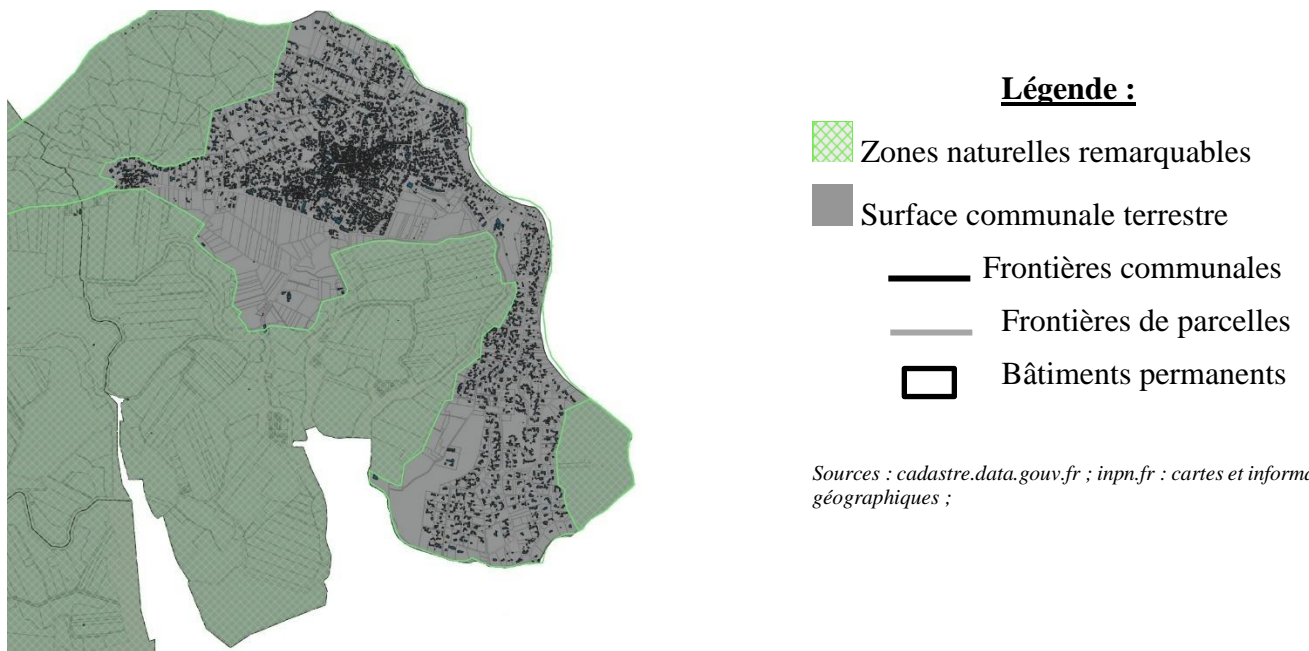 Légende :
Zones naturelles remarquables
Surface communale terrestre
Frontières communales
Frontières de parcelles
Bâtiments permanents
Sources : cadastre.data.gouv.fr ; inpn.fr : cartes et informa
géographiques ;